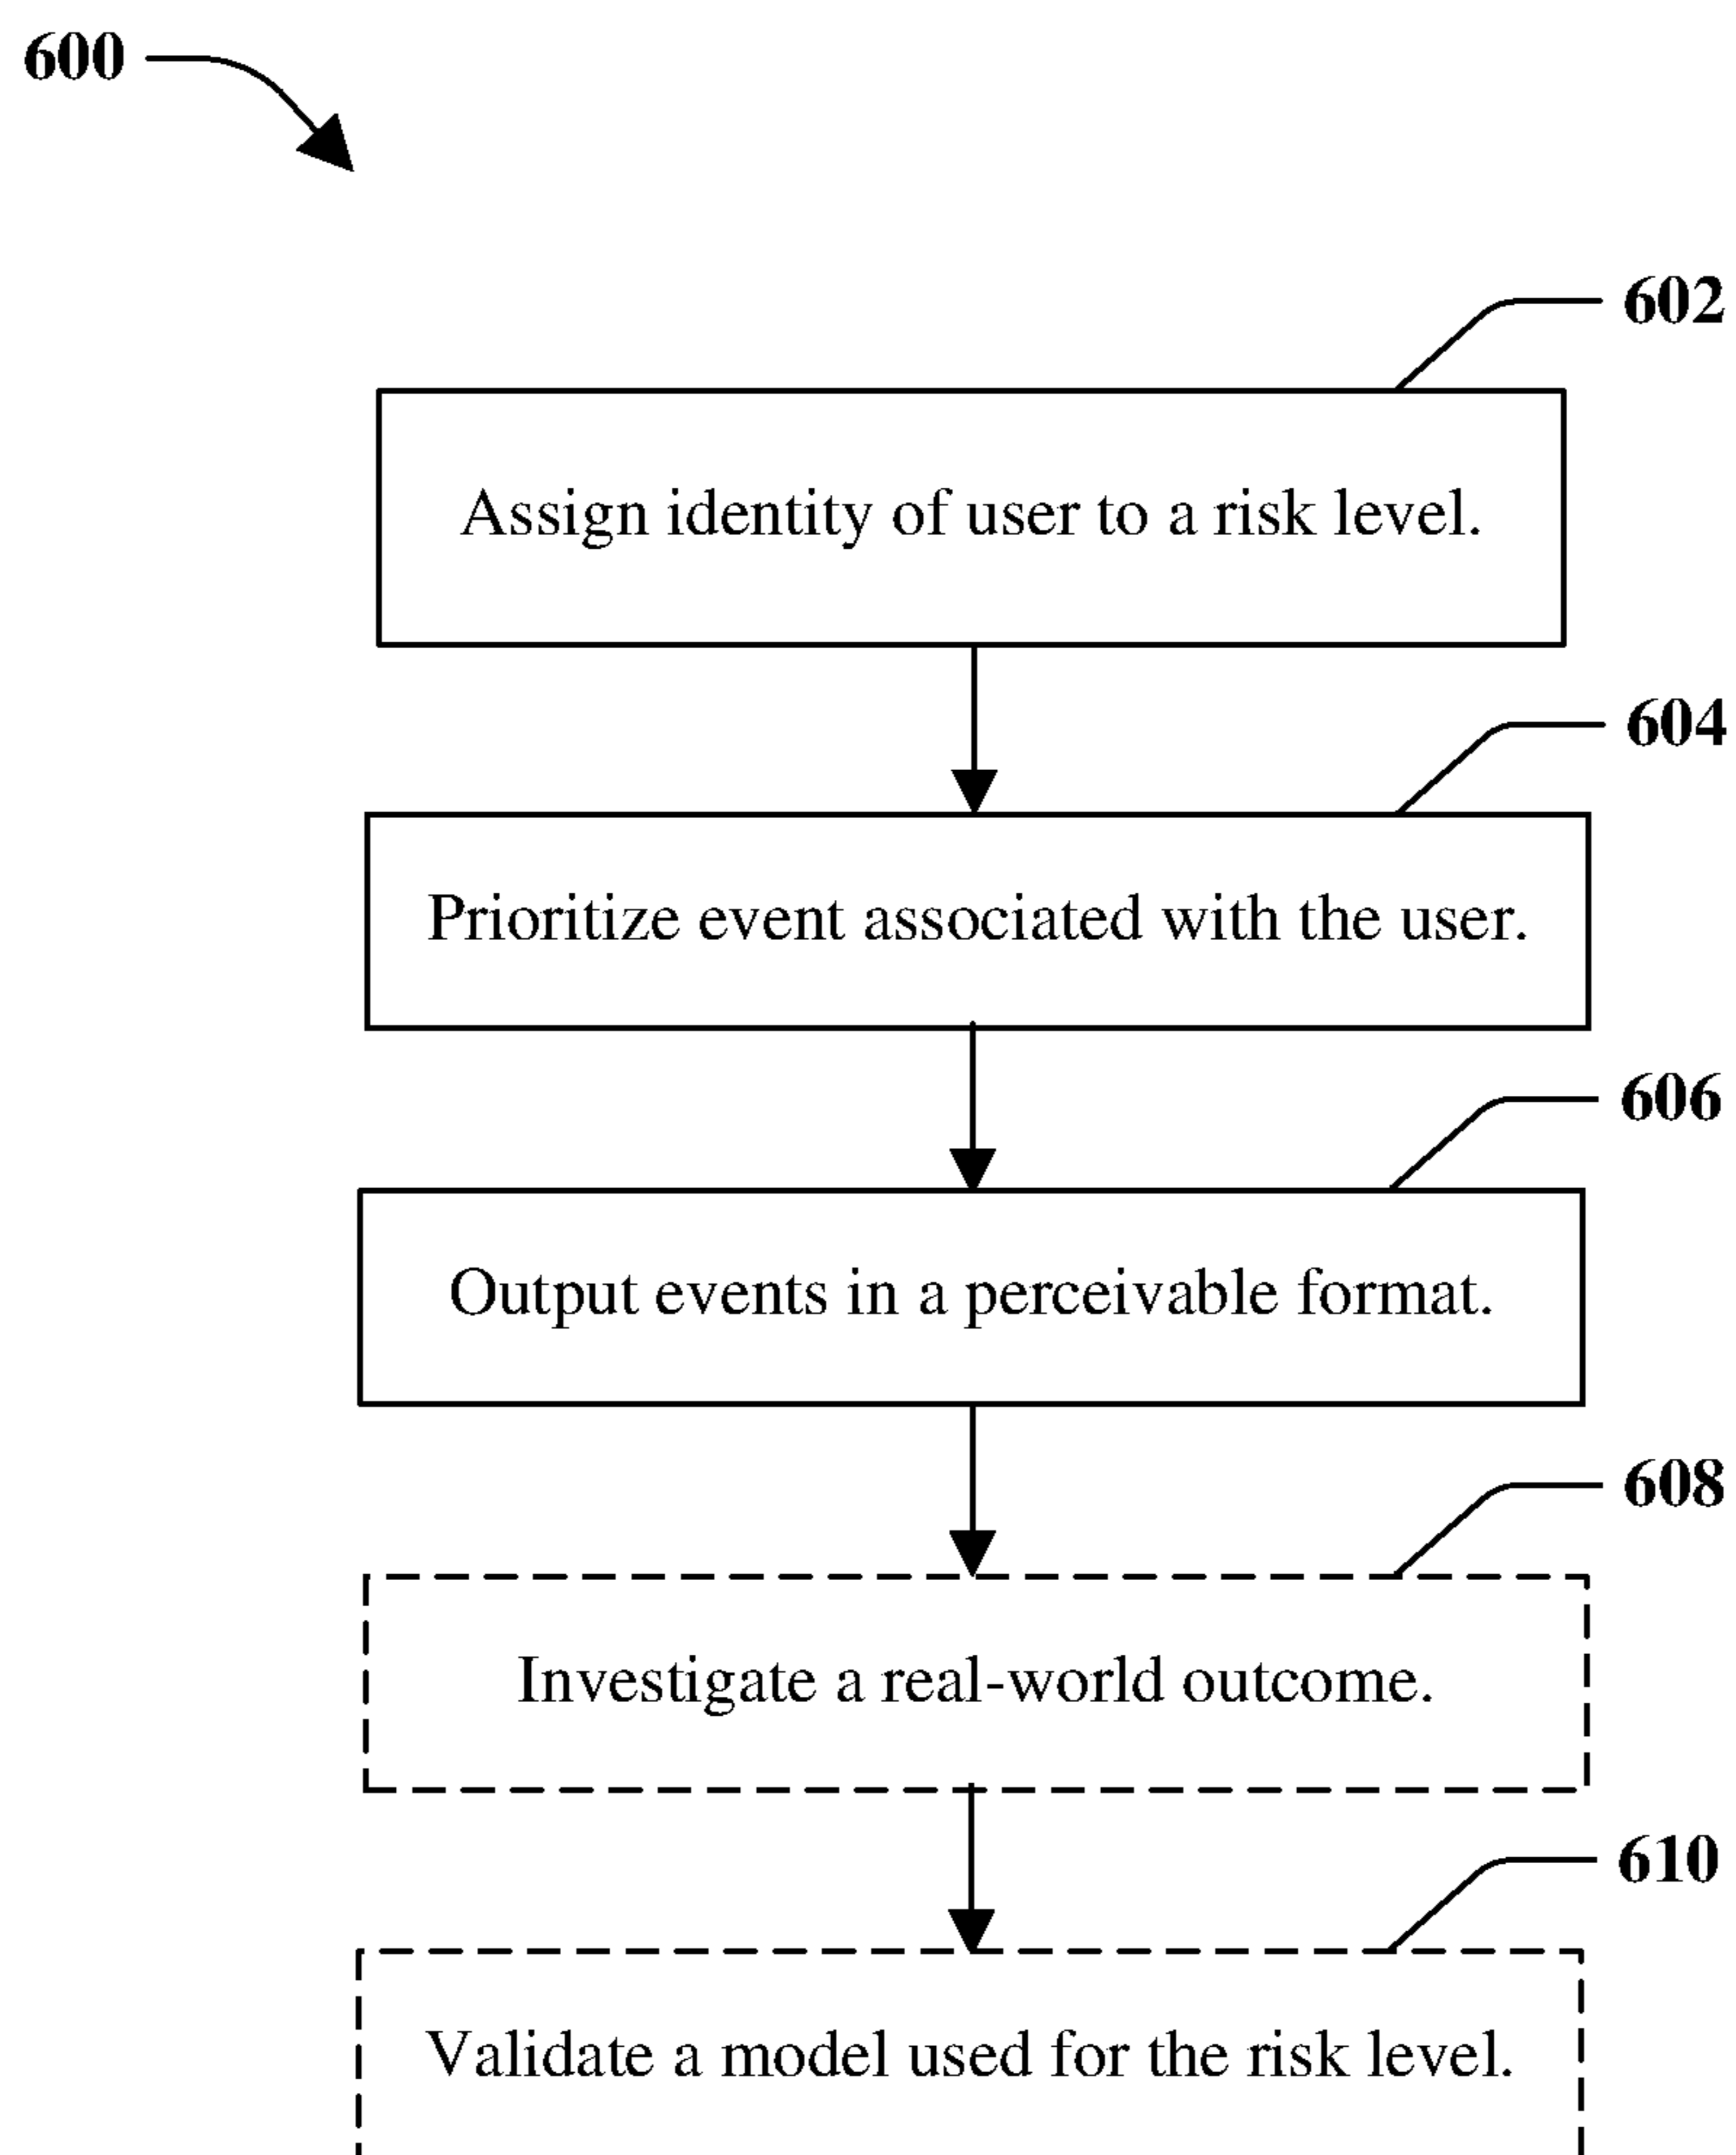 600
602
Assign identity of user to a risk level.
604
Prioritize event associated with the user.
606
Output events in a perceivable format.
608
Investigate a real-world outcome.
610
Validate a model used for the risk level.